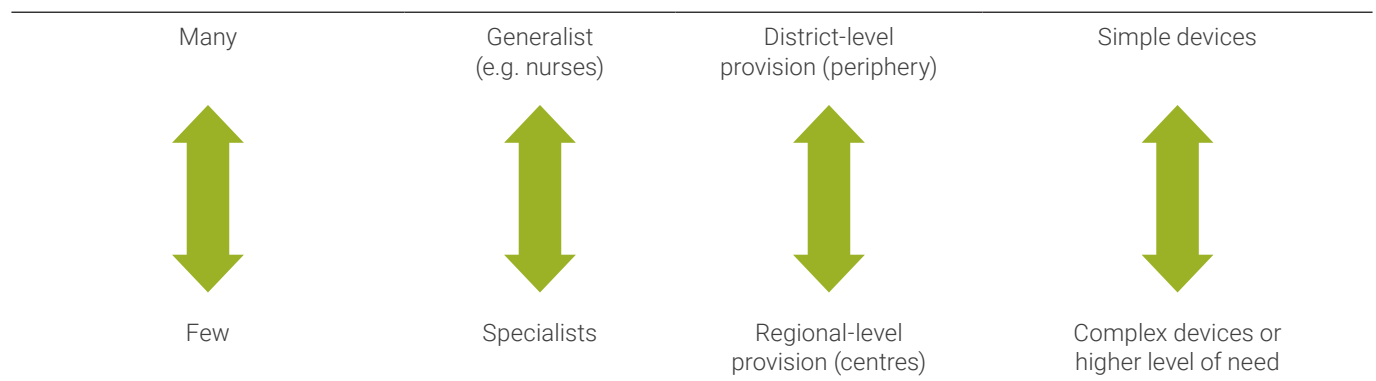 Many
Generalist
(e.g. nurses)
District-level
provision (periphery)
Simple devices
Few
Specialists
Regional-level
provision (centres)
Complex devices or
higher level of need